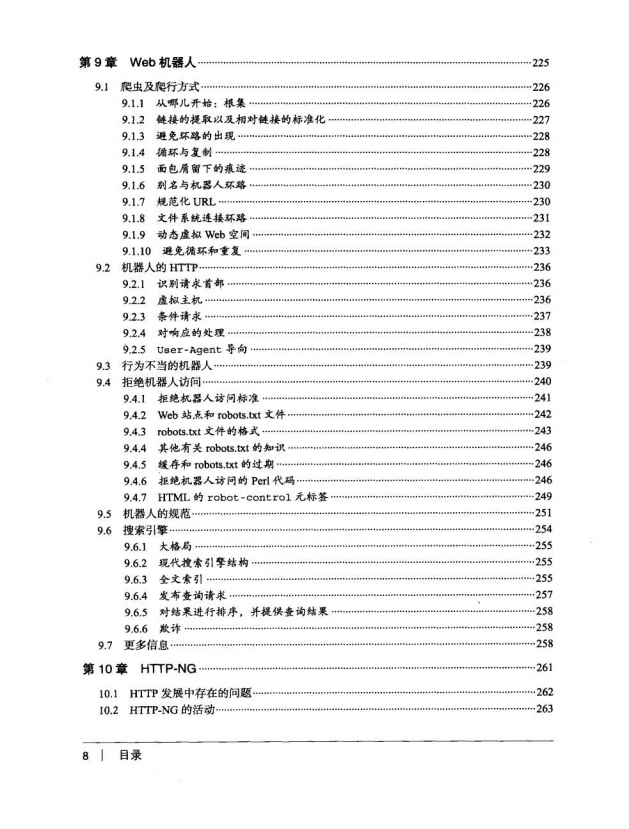 第 9 章 Web 机器人 225
9.1 爬虫及爬行方式 226
9.1.1 从哪儿开始：根集 226
9.1.2 链接的提取以及相对链接的标准化 227
9.1.3 避免环路的出现 228
9.1.4 循环与复制 228
9.1.5 面包屑留下的痕迹 229
9.1.6 别名与机器人环路 230
9.1.7 规范化 URL 230
9.1.8 文件系统连接环路 231
9.1.9 动态虚拟 Web 空间 232
9.1.10 避免循环和重复 233
9.2 机器人的 HTTP 236
9.2.1 识别请求首部 236
9.2.2 虚拟主机 236
9.2.3 条件请求 237
9.2.4 对响应的处理 238
9.2.5 User-Agent 导向 239
9.3 行为不当的机器人 239
9.4 拒绝机器人访问 240
9.4.1 拒绝机器人访问标准 241
9.4.2 Web 站点和 robots.txt 文件 242
9.4.3 robots.txt 文件的格式 243
9.4.4 其他有关 robots.txt 的知识 246
9.4.5 缓存和 robots.txt 的过期 246
9.4.6 拒绝机器人访问的 Perl 代码 246
9.4.7 HTML 的 robot-control 元标签 249
9.5 机器人的规范 251
9.6 搜索引擎 254
9.6.1 大格局 255
9.6.2 现代搜索引擎结构 255
9.6.3 全文索引 255
9.6.4 发布查询请求 257
9.6.5 对结果进行排序，并提供查询结果 258
9.6.6 欺诈 258
9.7 更多信息 258
第 10 章 HTTP-NG 261
10.1 HTTP 发展中存在的问题 262
10.2 HTTP-NG 的活动 263
8 | 目录